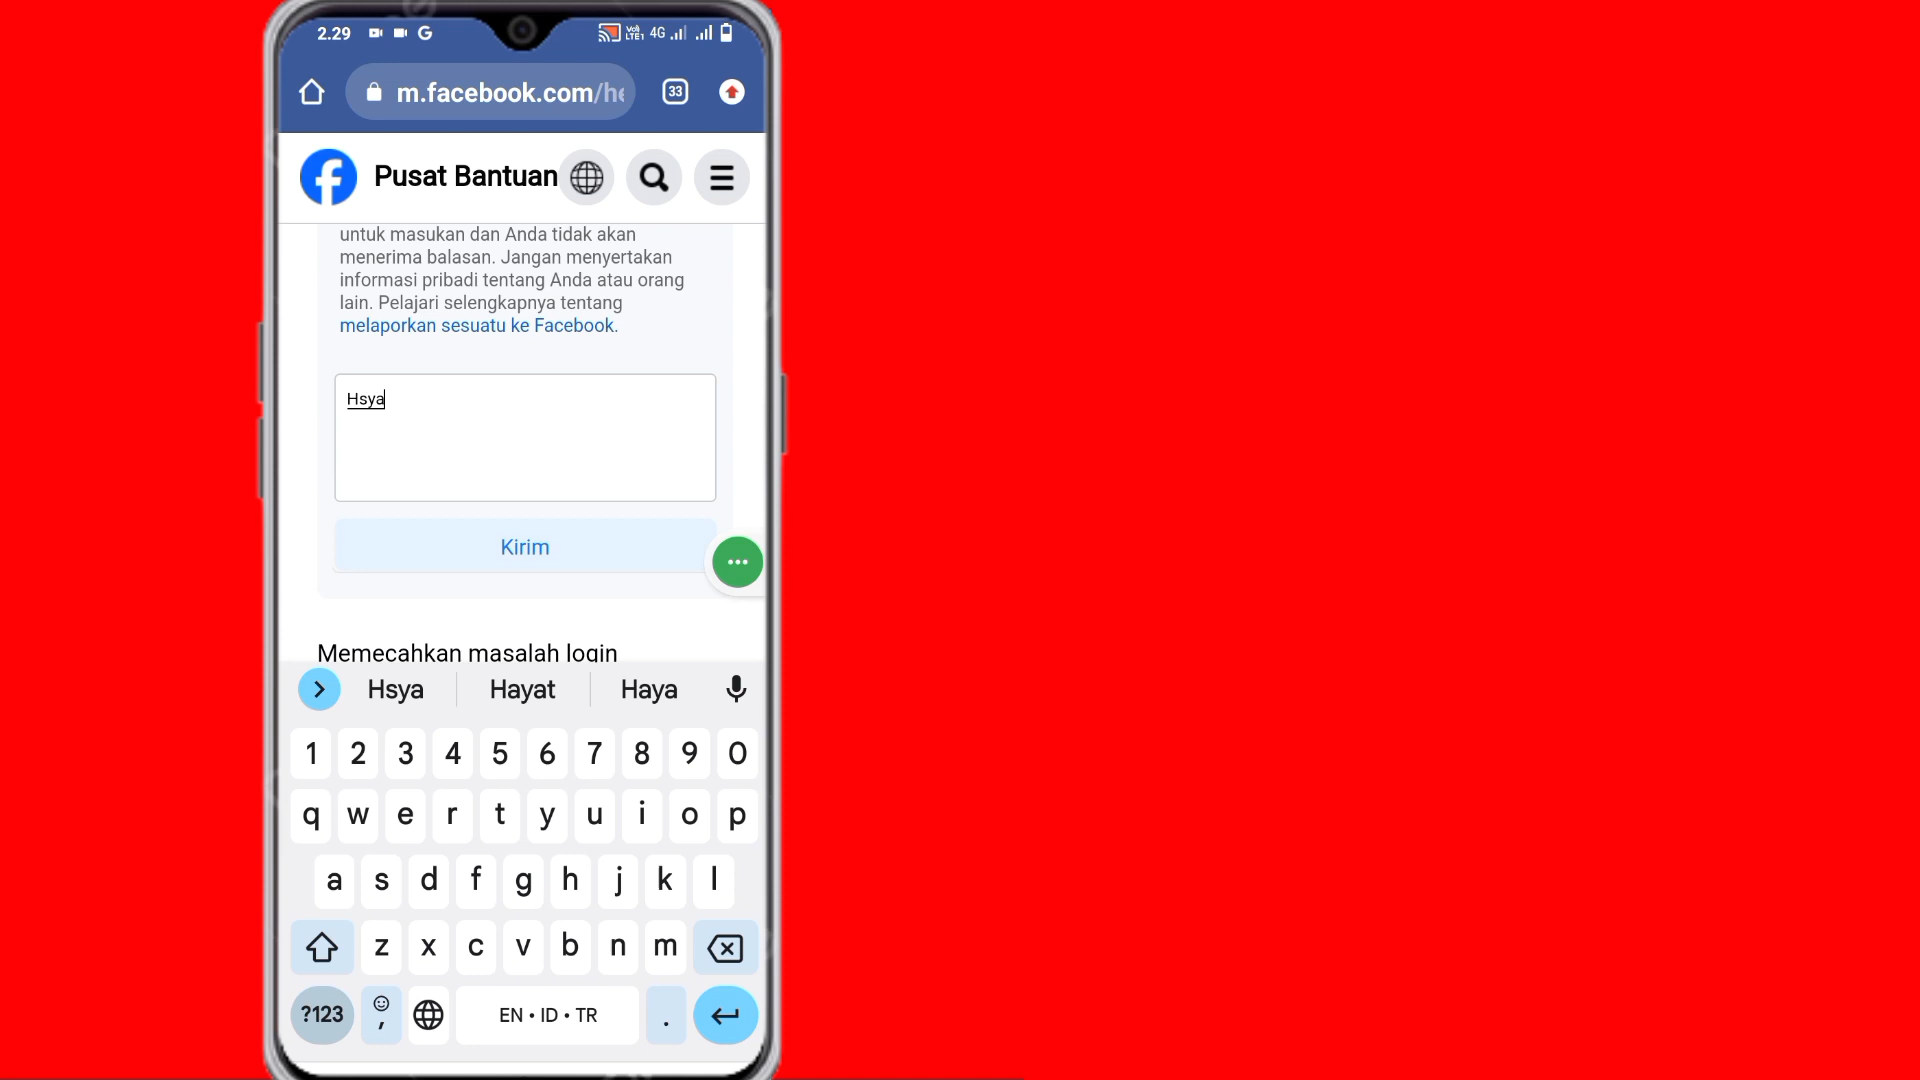 2.29
VoLTE1 4G
m.facebook.com/he
33
Pusat Bantuan
untuk masukan dan Anda tidak akan
menerima balasan. Jangan menyertakan
informasi pribadi tentang Anda atau orang
lain. Pelajari selengkapnya tentang
melaporkan sesuatu ke Facebook.
Hsya
Kirim
Memecahkan masalah login
Hsya Hayat Haya
1 2 3 4 5 6 7 8 9 0
q w e r t y u i o p
a s d f g h j k l
z x c v b n m
?123 , EN • ID • TR .